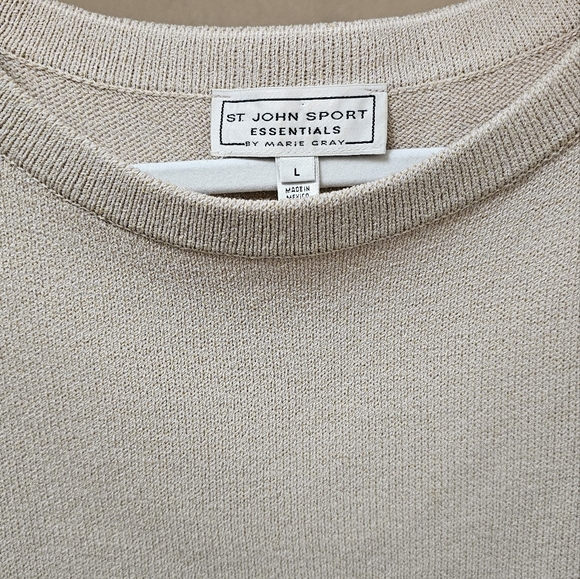 ST. JOHN SPORT
ESSENTIALS
BY MARIE GRAY
L
MADE IN
MEXICO